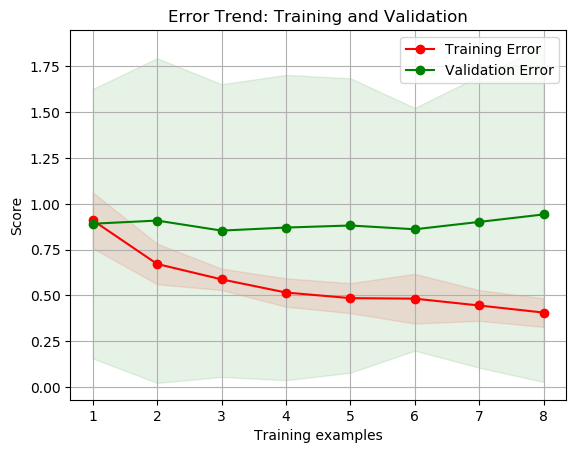 Error Trend: Training and Validation
Training Error
Validation Error
Score
1.75
1.50
1.25
1.00
0.75
0.50
0.25
0.00
1 2 3 4 5 6 7 8
Training examples